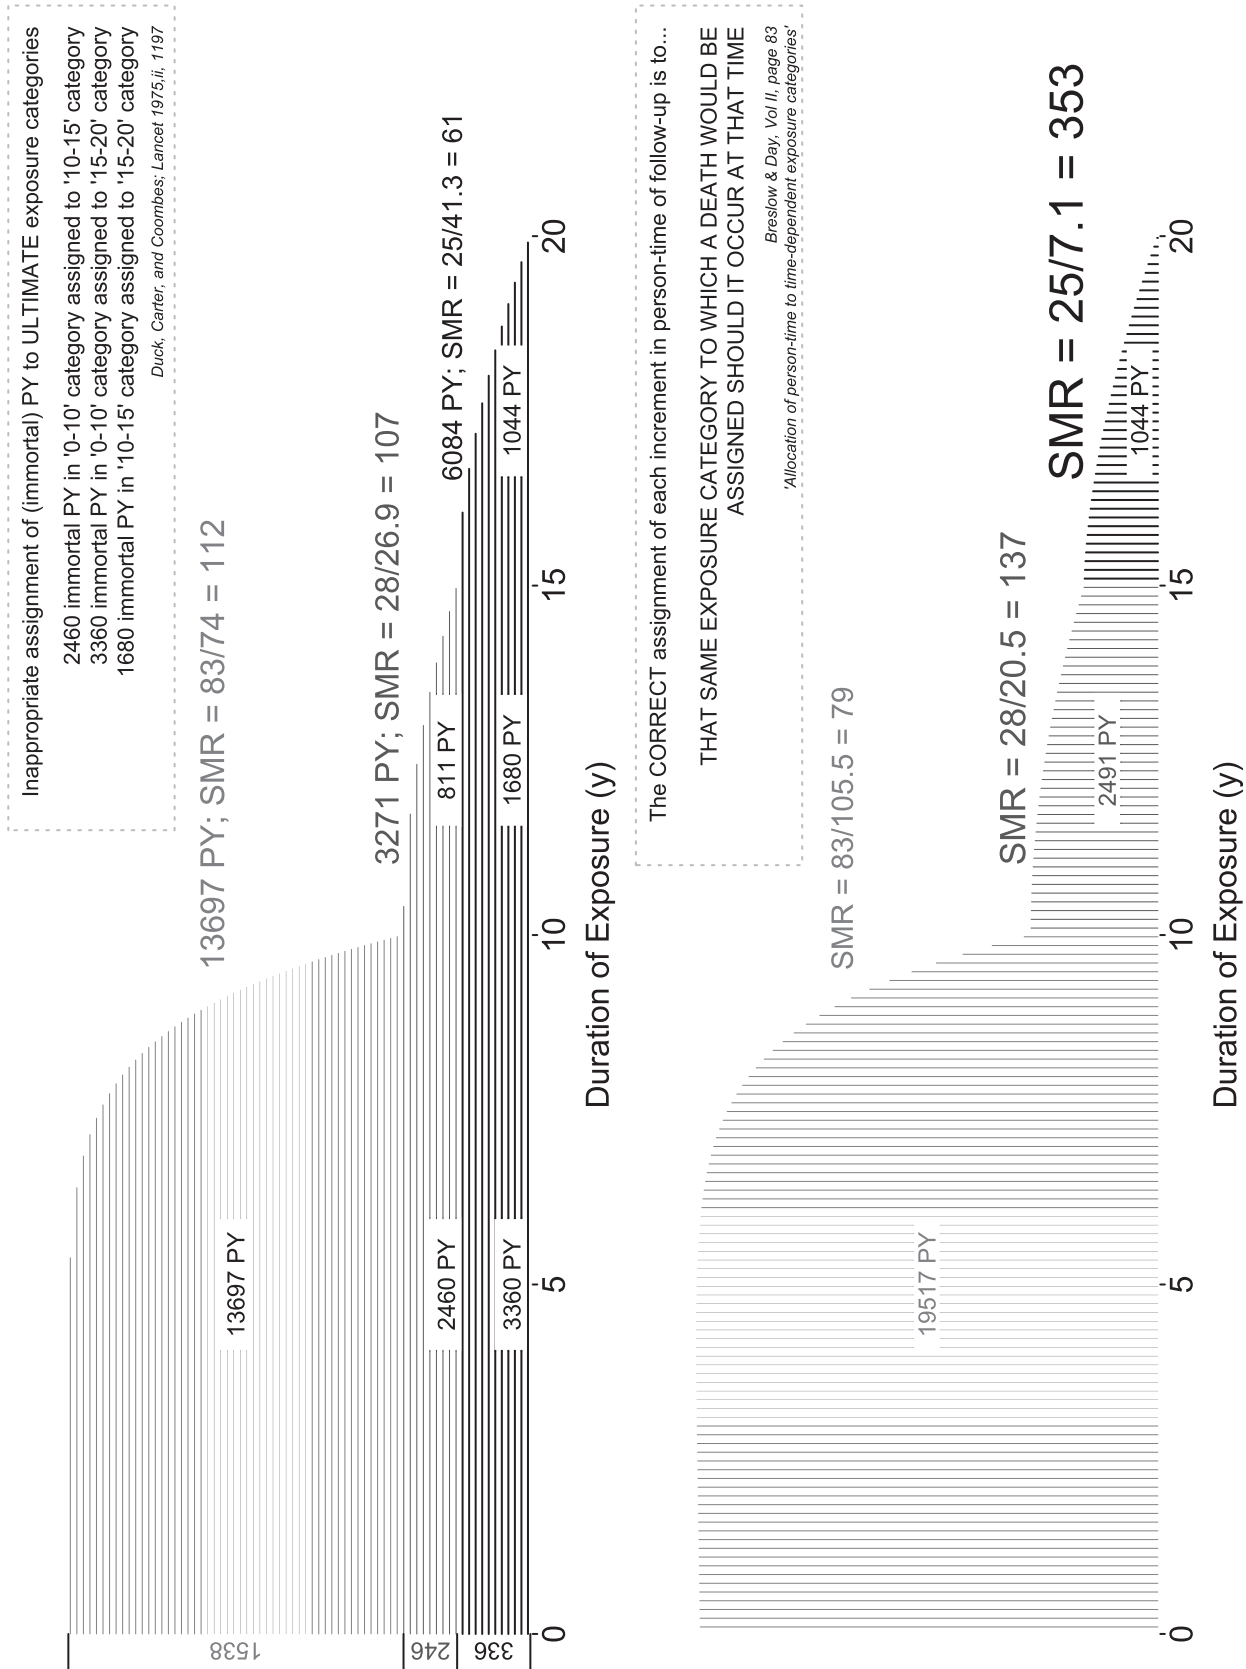 Inappropriate assignment of (immortal) PY to ULTIMATE exposure categories
2460 immortal PY in '0-10' category assigned to '10-15' category
3360 immortal PY in '0-10' category assigned to '15-20' category
1680 immortal PY in '10-15' category assigned to '15-20' category
Duck, Carter, and Coombes; Lancet 1975,ii, 1197
13697 PY; SMR = 83/74 = 112
3271 PY; SMR = 28/26.9 = 107
6084 PY; SMR = 25/41.3 = 61
1538
246
336
13697 PY
2460 PY
811 PY
3360 PY
1680 PY
1044 PY
0
5
10
15
20
Duration of Exposure (y)
The CORRECT assignment of each increment in person-time of follow-up is to...
THAT SAME EXPOSURE CATEGORY TO WHICH A DEATH WOULD BE
ASSIGNED SHOULD IT OCCUR AT THAT TIME
Breslow & Day, Vol II, page 83
'Allocation of person-time to time-dependent exposure categories'
SMR = 83/105.5 = 79
SMR = 28/20.5 = 137
SMR = 25/7.1 = 353
19517 PY
2491 PY
1044 PY
0
5
10
15
20
Duration of Exposure (y)